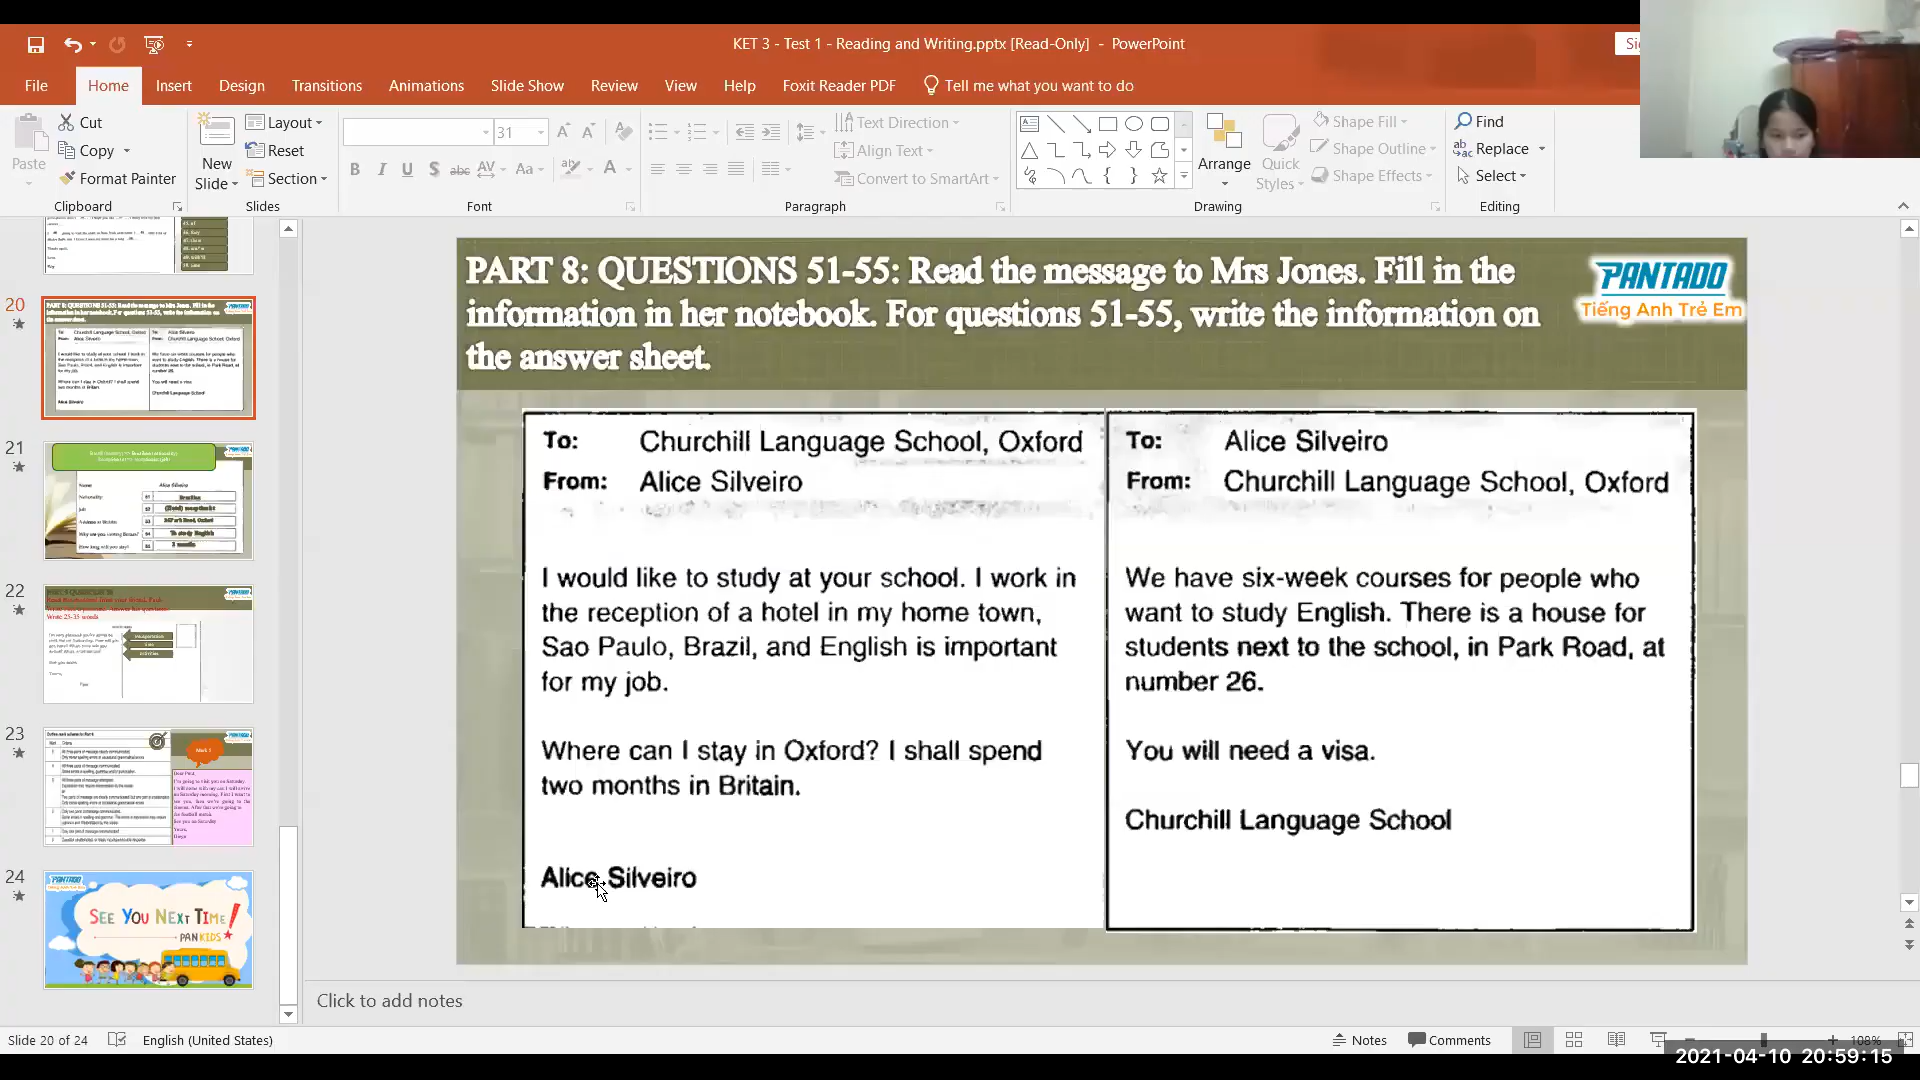 KET 3 - Test 1 - Reading and Writing.pptx [Read-Only] - PowerPoint
File Home Insert Design Transitions Animations Slide Show Review View Help Foxit Reader PDF Tell me what you want to do
Paste
Cut
Copy
Format Painter
Clipboard
New Slide
Layout
Reset
Section
Slides
31
Font
Text Direction
Align Text
Convert to SmartArt
Paragraph
Arrange
Quick Styles
Shape Fill
Shape Outline
Shape Effects
Drawing
Find
Replace
Select
Editing
20
21
22
23
24
SEE YOU NEXT TIME!
PANKIDS
PART 8: QUESTIONS 51-55: Read the message to Mrs Jones. Fill in the
information in her notebook. For questions 51-55, write the information on
the answer sheet.
PANTADO
Tiếng Anh Trẻ Em
To: Churchill Language School, Oxford
From: Alice Silveiro
I would like to study at your school. I work in
the reception of a hotel in my home town,
Sao Paulo, Brazil, and English is important
for my job.
Where can I stay in Oxford? I shall spend
two months in Britain.
Alice Silveiro
To: Alice Silveiro
From: Churchill Language School, Oxford
We have six-week courses for people who
want to study English. There is a house for
students next to the school, in Park Road, at
number 26.
You will need a visa.
Churchill Language School
Click to add notes
Slide 20 of 24 English (United States) Notes Comments 108%
2021-04-10 20:59:15